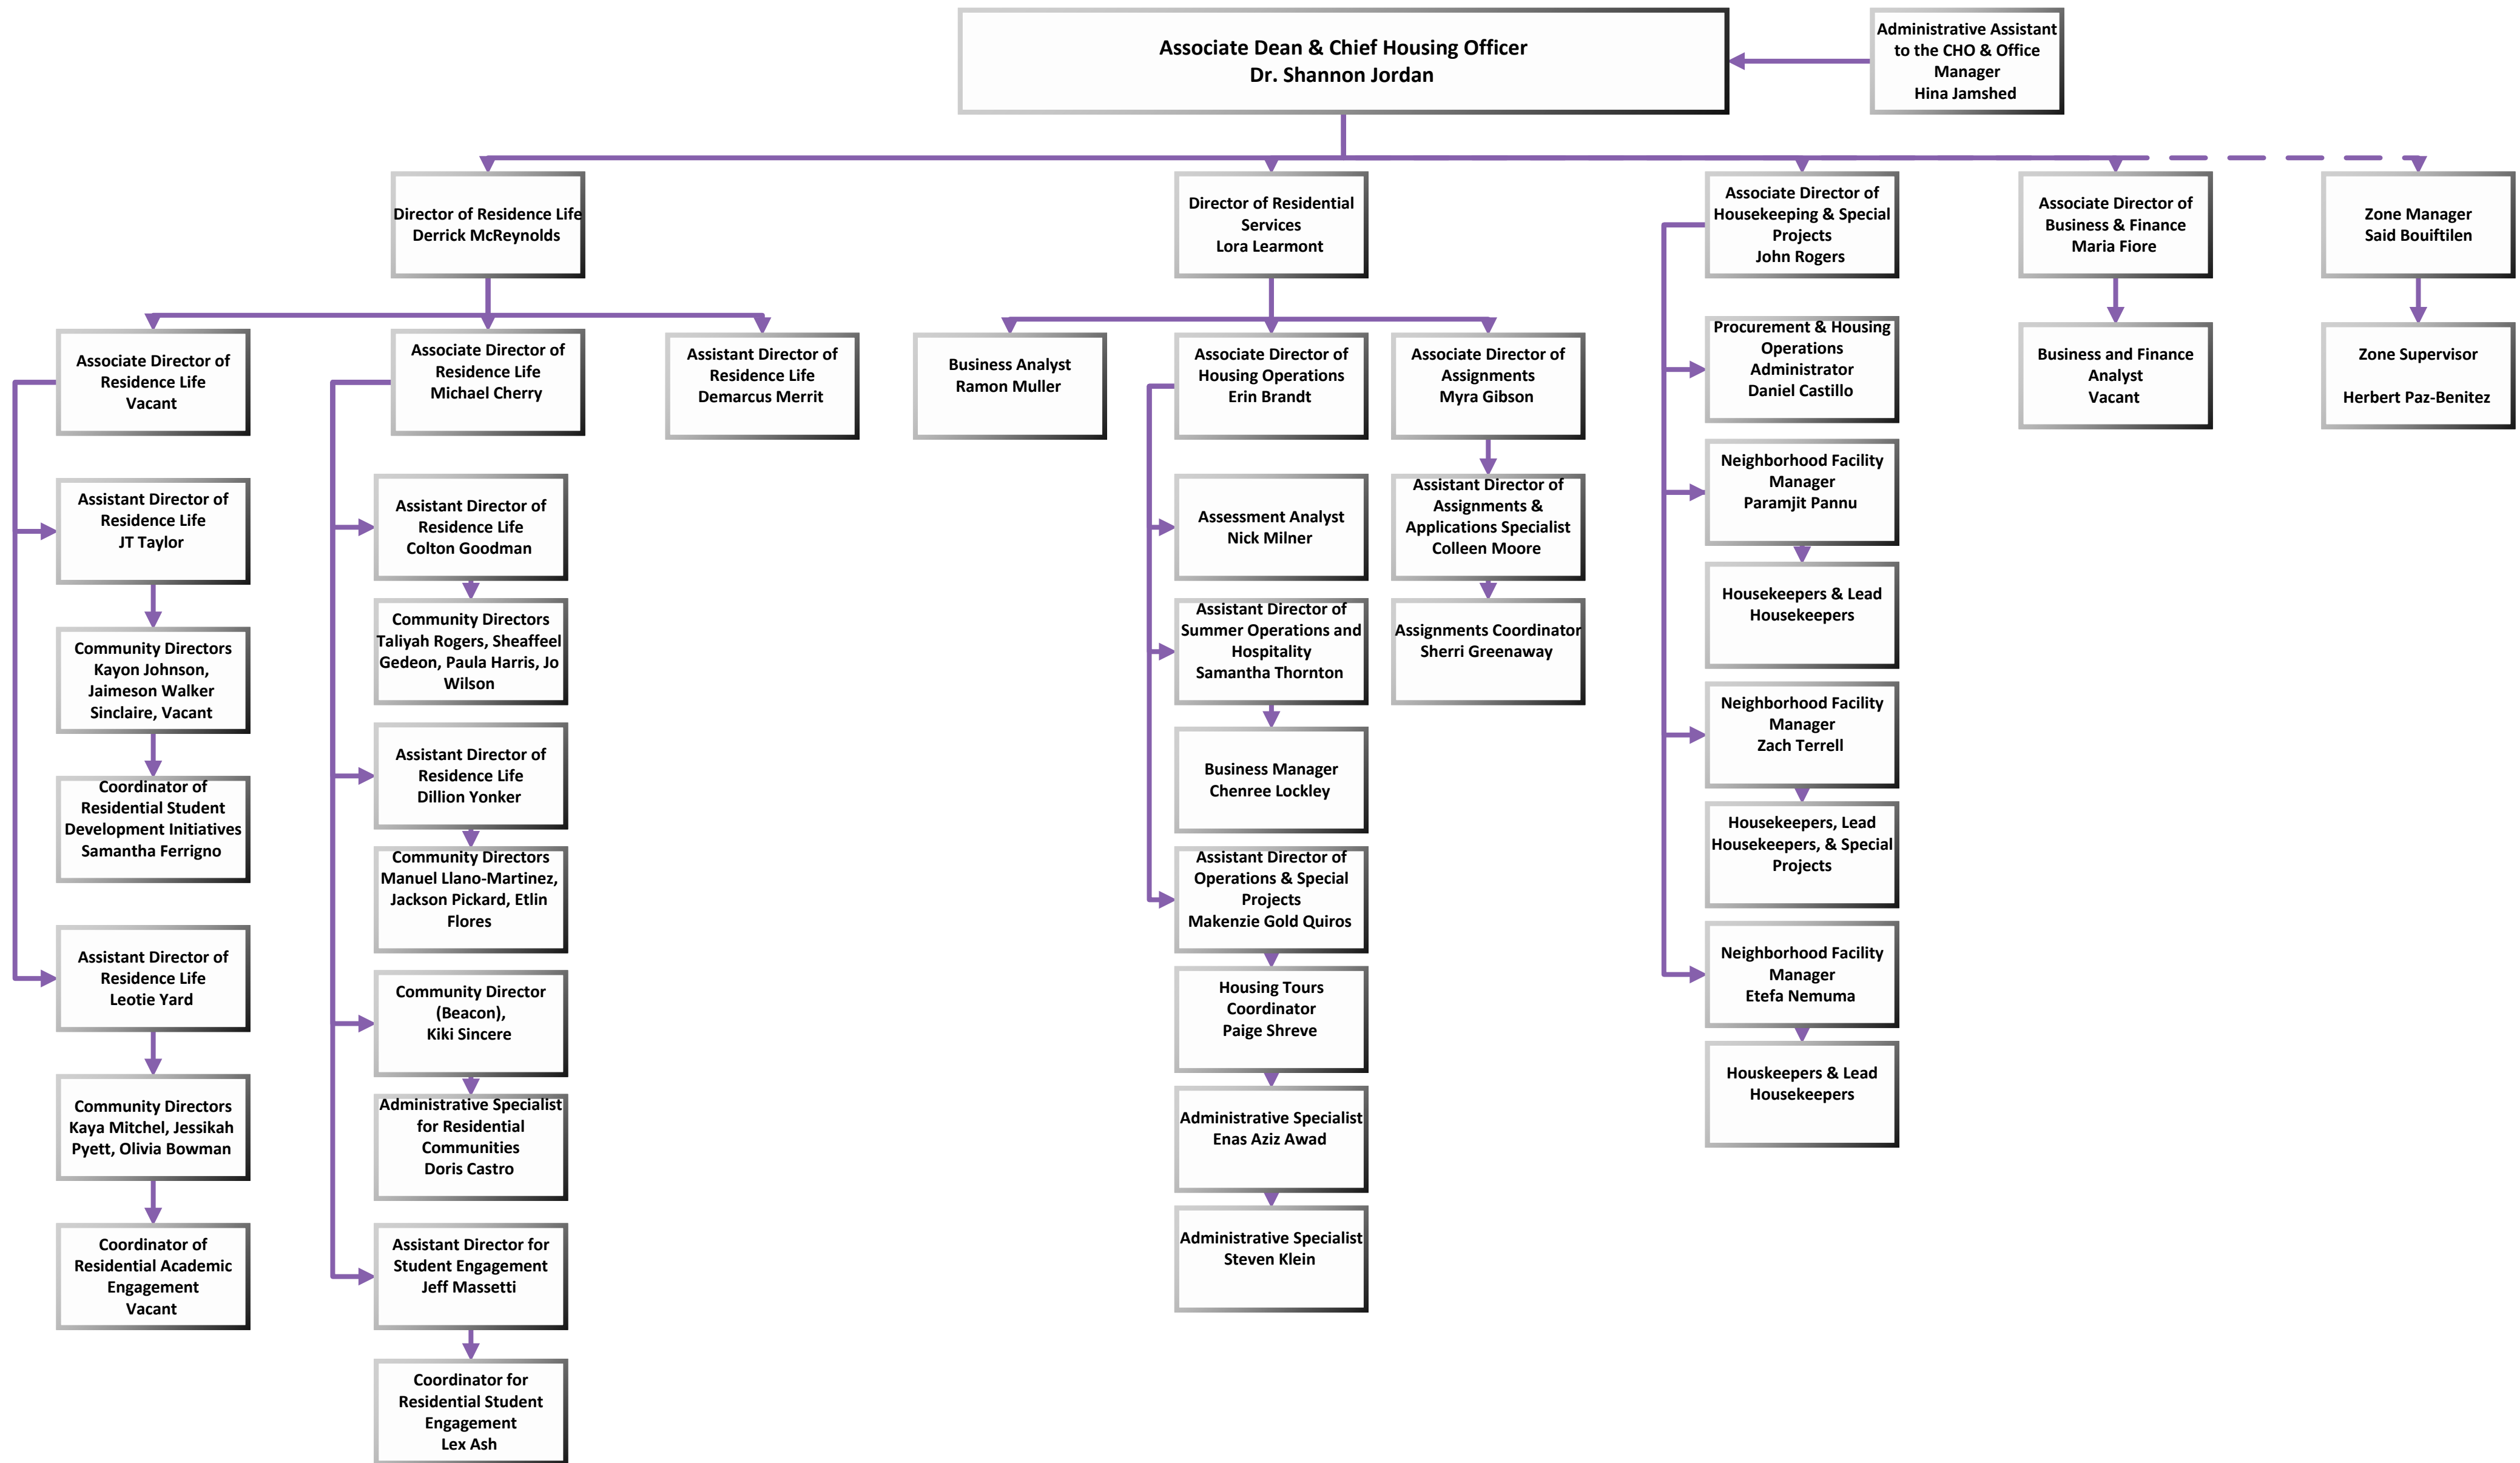 Associate Dean & Chief Housing Officer
Dr. Shannon Jordan
Administrative Assistant
to the CHO & Office
Manager
Hina Jamshed
Director of Residence Life
Derrick McReynolds
Director of Residential
Services
Lora Learmont
Associate Director of
Housekeeping & Special
Projects
John Rogers
Associate Director of
Business & Finance
Maria Fiore
Zone Manager
Said Bouiftilen
Associate Director of
Residence Life
Vacant
Associate Director of
Residence Life
Michael Cherry
Assistant Director of
Residence Life
Demarcus Merrit
Business Analyst
Ramon Muller
Associate Director of
Housing Operations
Erin Brandt
Associate Director of
Assignments
Myra Gibson
Procurement & Housing
Operations
Administrator
Daniel Castillo
Business and Finance
Analyst
Vacant
Zone Supervisor
Herbert Paz-Benitez
Assistant Director of
Residence Life
JT Taylor
Community Directors
Kayon Johnson,
Jaimeson Walker
Sinclaire, Vacant
Coordinator of
Residential Student
Development Initiatives
Samantha Ferrigno
Assistant Director of
Residence Life
Leotie Yard
Community Directors
Kaya Mitchel, Jessikah
Pyett, Olivia Bowman
Coordinator of
Residential Academic
Engagement
Vacant
Assistant Director of
Residence Life
Colton Goodman
Community Directors
Taliyah Rogers, Sheaffeel
Gedeon, Paula Harris, Jo
Wilson
Assistant Director of
Residence Life
Dillion Yonker
Community Directors
Manuel Llano-Martinez,
Jackson Pickard, Etlin
Flores
Community Director
(Beacon),
Kiki Sincere
Administrative Specialist
for Residential
Communities
Doris Castro
Assistant Director for
Student Engagement
Jeff Massetti
Coordinator for
Residential Student
Engagement
Lex Ash
Assessment Analyst
Nick Milner
Assistant Director of
Summer Operations and
Hospitality
Samantha Thornton
Business Manager
Chenree Lockley
Assistant Director of
Operations & Special
Projects
Makenzie Gold Quiros
Housing Tours
Coordinator
Paige Shreve
Administrative Specialist
Enas Aziz Awad
Administrative Specialist
Steven Klein
Assistant Director of
Assignments &
Applications Specialist
Colleen Moore
Assignments Coordinator
Sherri Greenaway
Neighborhood Facility
Manager
Paramjit Pannu
Housekeepers & Lead
Housekeepers
Neighborhood Facility
Manager
Zach Terrell
Housekeepers, Lead
Housekeepers, & Special
Projects
Neighborhood Facility
Manager
Etefa Nemuma
Houskeepers & Lead
Housekeepers